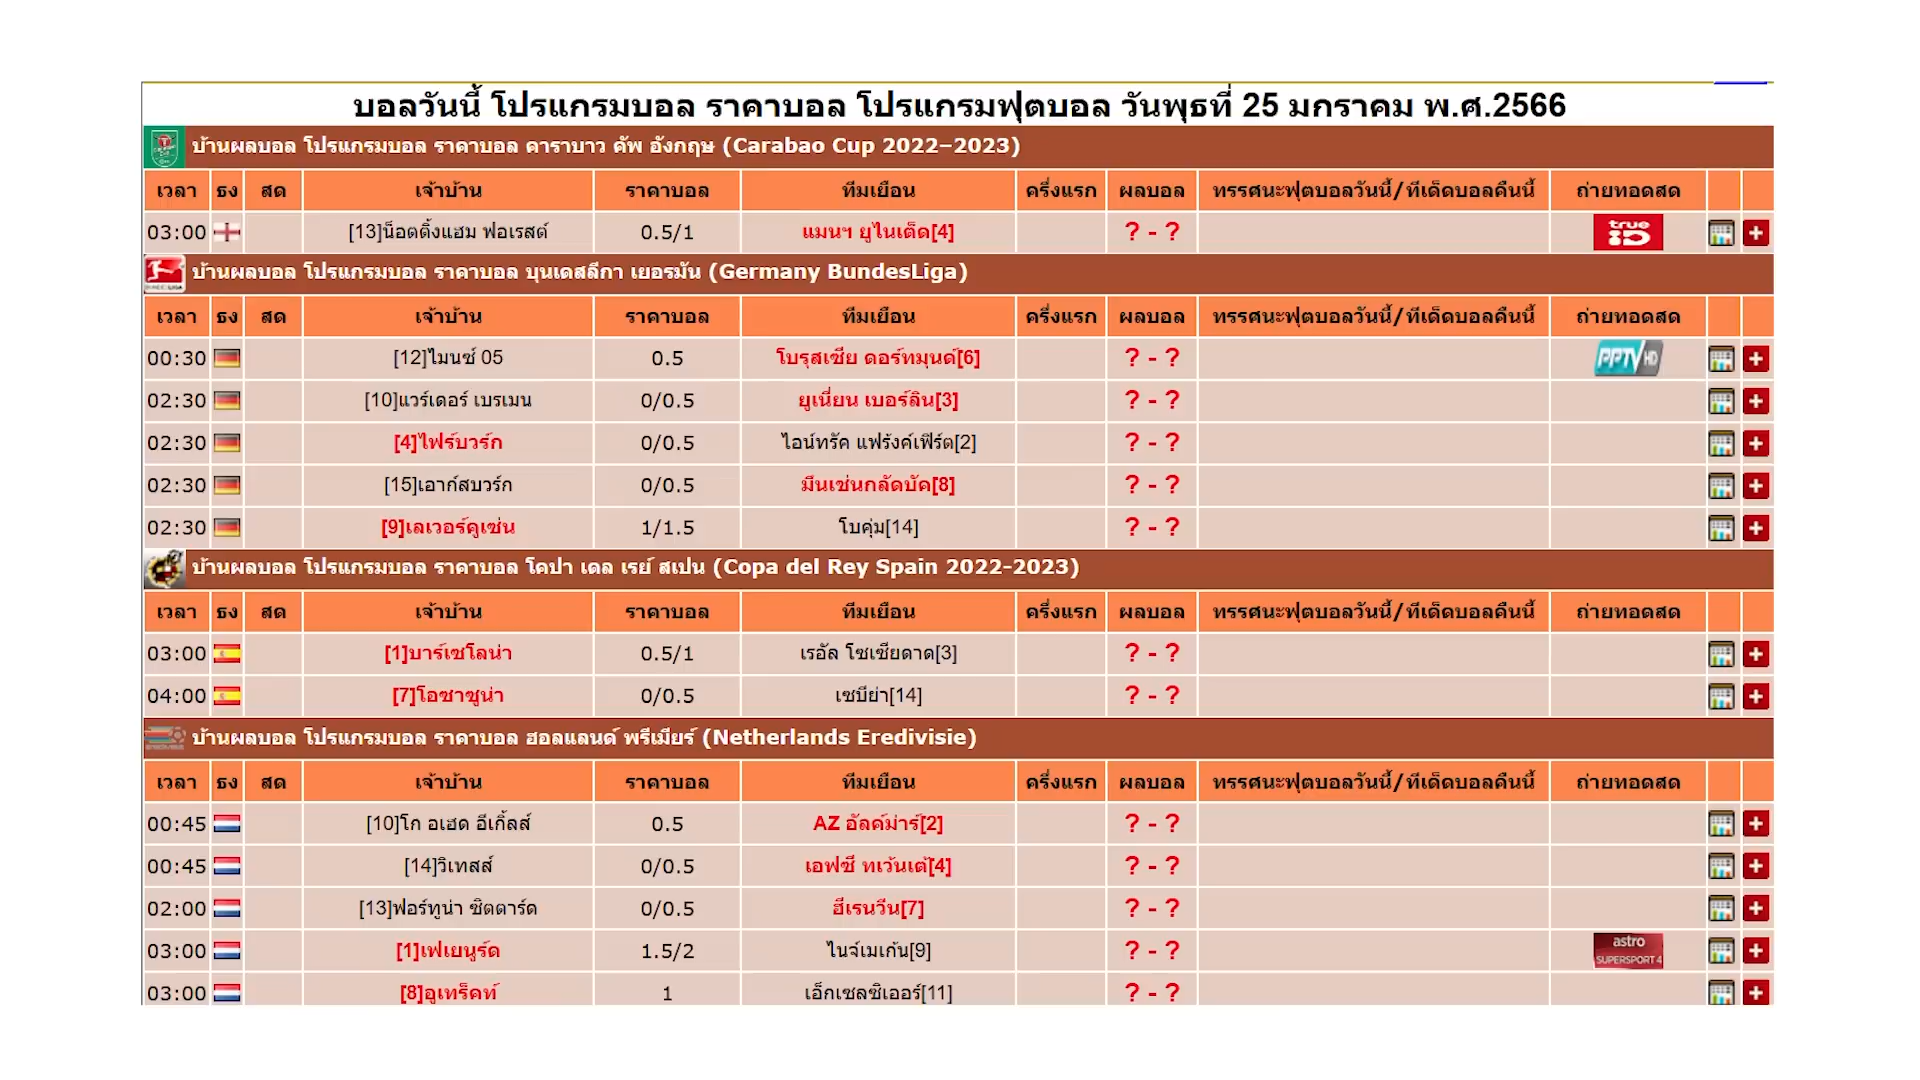 บอลวันนี้ โปรแกรมบอล ราคาบอล โปรแกรมฟุตบอล วันพุธที่ 25 มกราคม พ.ศ.2566
บ้านผลบอล โปรแกรมบอล ราคาบอล คาราบาว คัพ อังกฤษ (Carabao Cup 2022–2023)
เวลา ธง สด เจ้าบ้าน ราคาบอล ทีมเยือน ครึ่งแรก ผลบอล ทรรศนะฟุตบอลวันนี้/ทีเด็ดบอลคืนนี้ ถ่ายทอดสด
03:00 [13]น็อตติ้งแฮม ฟอเรสต์ 0.5/1 แมนฯ ยูไนเต็ด[4] ? - ? true iD
บ้านผลบอล โปรแกรมบอล ราคาบอล บุนเดสลีกา เยอรมัน (Germany BundesLiga)
เวลา ธง สด เจ้าบ้าน ราคาบอล ทีมเยือน ครึ่งแรก ผลบอล ทรรศนะฟุตบอลวันนี้/ทีเด็ดบอลคืนนี้ ถ่ายทอดสด
00:30 [12]ไมนซ์ 05 0.5 โบรุสเซีย ดอร์ทมุนด์[6] ? - ? PPTV HD
02:30 [10]แวร์เดอร์ เบรเมน 0/0.5 ยูเนี่ยน เบอร์ลิน[3] ? - ?
02:30 [4]ไฟร์บวร์ก 0/0.5 ไอน์ทรัค แฟร้งค์เฟิร์ต[2] ? - ?
02:30 [15]เอาก์สบวร์ก 0/0.5 มึนเช่นกลัดบัค[8] ? - ?
02:30 [9]เลเวอร์คูเซ่น 1/1.5 โบคุ่ม[14] ? - ?
บ้านผลบอล โปรแกรมบอล ราคาบอล โคปา เดล เรย์ สเปน (Copa del Rey Spain 2022-2023)
เวลา ธง สด เจ้าบ้าน ราคาบอล ทีมเยือน ครึ่งแรก ผลบอล ทรรศนะฟุตบอลวันนี้/ทีเด็ดบอลคืนนี้ ถ่ายทอดสด
03:00 [1]บาร์เซโลน่า 0.5/1 เรอัล โซเซียดาด[3] ? - ?
04:00 [7]โอซาซูน่า 0/0.5 เซบีย่า[14] ? - ?
บ้านผลบอล โปรแกรมบอล ราคาบอล ฮอลแลนด์ พรีเมียร์ (Netherlands Eredivisie)
เวลา ธง สด เจ้าบ้าน ราคาบอล ทีมเยือน ครึ่งแรก ผลบอล ทรรศนะฟุตบอลวันนี้/ทีเด็ดบอลคืนนี้ ถ่ายทอดสด
00:45 [10]โก อเฮด อีเกิ้ลส์ 0.5 AZ อัลค์ม่าร์[2] ? - ?
00:45 [14]วิเทสส์ 0/0.5 เอฟซี ทเว้นเต้[4] ? - ?
02:00 [13]ฟอร์ทูน่า ซิตตาร์ด 0/0.5 ฮีเรนวีน[7] ? - ?
03:00 [1]เฟเยนูร์ด 1.5/2 ไนจ์เมเก้น[9] ? - ? astro SUPERSPORT 4
03:00 [8]อูเทร็คท์ 1 เอ็กเซลซิเออร์[11] ? - ?